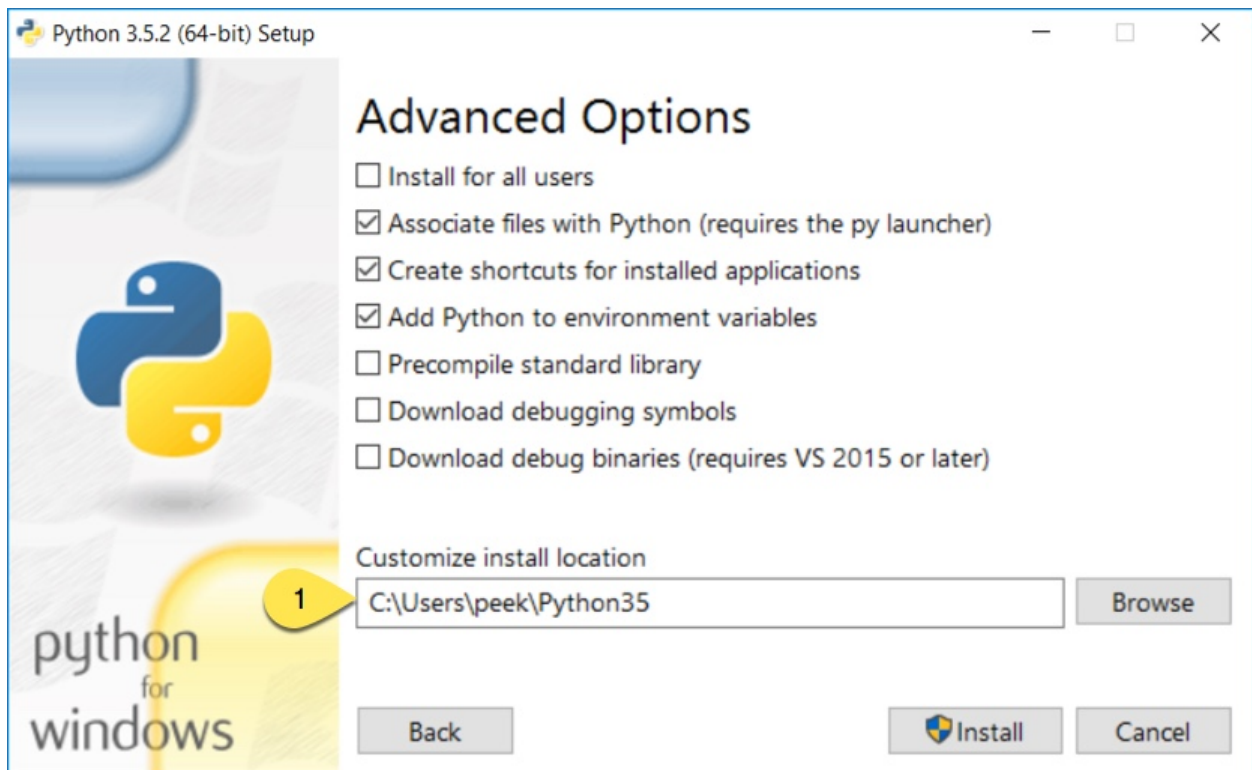 Python 3.5.2 (64-bit) Setup
Advanced Options
Install for all users
Associate files with Python (requires the py launcher)
Create shortcuts for installed applications
Add Python to environment variables
Precompile standard library
Download debugging symbols
Download debug binaries (requires VS 2015 or later)
Customize install location
1
C:\Users\peek\Python35
Browse
python
for
windows
Back
Install
Cancel